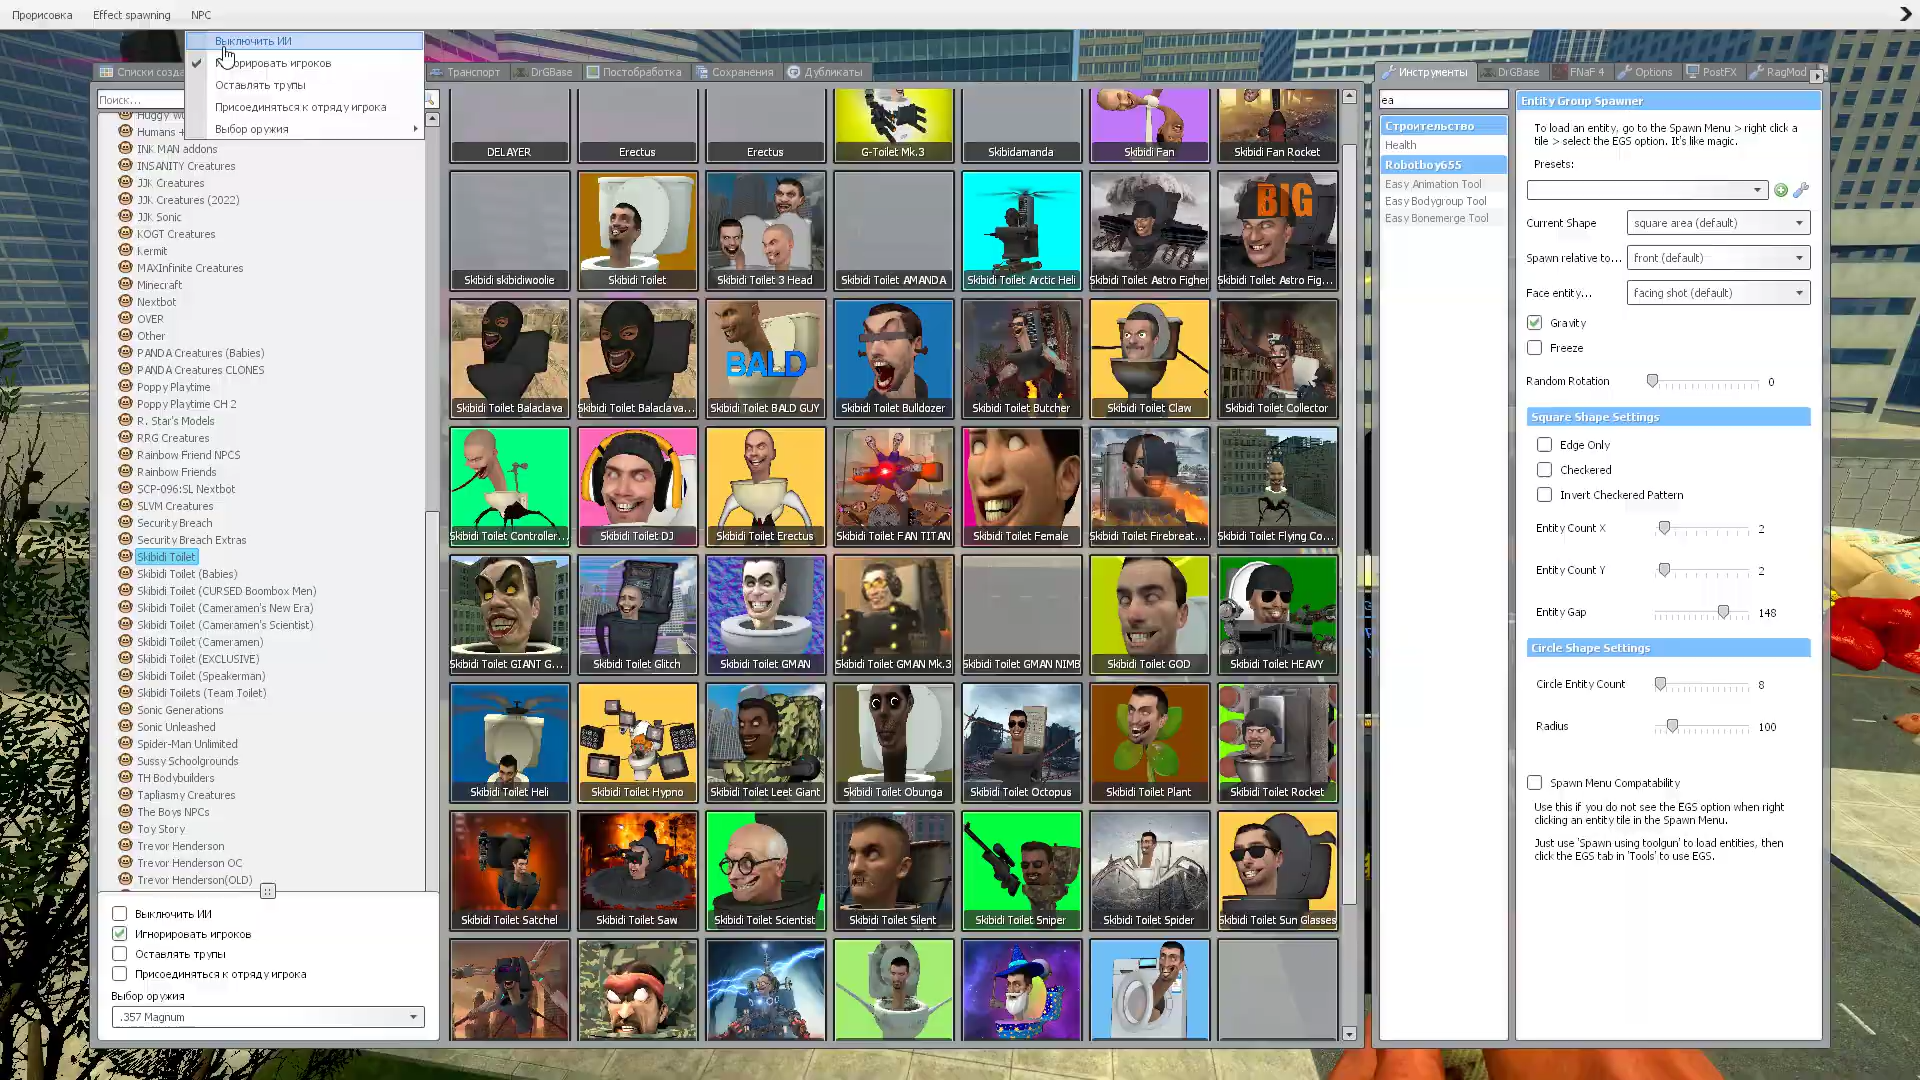 Прорисовка
Effect spawning
NPC
Выключить ИИ
Оставлять трупы
Присоединяться к отряду игрока
Выбор оружия
Транспорт
DrGBase
Постобработка
Сохранения
Дубликаты
Поиск...
Humans +
INK MAN addons
INSANITY Creatures
JJK Creatures
JJK Creatures (2022)
JJK Sonic
KOGT Creatures
Kermit
MAXInfinite Creatures
Minecraft
Nextbot
OVER
Other
PANDA Creatures (Babies)
PANDA Creatures CLONES
Poppy Playtime
Poppy Playtime CH 2
R. Star's Models
RRG Creatures
Rainbow Friend NPCS
Rainbow Friends
SCP-096:SL Nextbot
SLVM Creatures
Security Breach
Security Breach Extras
Skibidi Toilet
Skibidi Toilet (Babies)
Skibidi Toilet (CURSED Boombox Men)
Skibidi Toilet (Cameramen's New Era)
Skibidi Toilet (Cameramen's Scientist)
Skibidi Toilet (Cameramen)
Skibidi Toilet (EXCLUSIVE)
Skibidi Toilet (Speakerman)
Skibidi Toilets (Team Toilet)
Sonic Generations
Sonic Unleashed
Spider-Man Unlimited
Sussy Schoolgrounds
TH Bodybuilders
Tapliasmy Creatures
The Boys NPCs
Toy Story
Trevor Henderson
Trevor Henderson OC
Trevor Henderson(OLD)
Выключить ИИ
Игнорировать игроков
Оставлять трупы
Присоединяться к отряду игрока
Выбор оружия
.357 Magnum
DELAYER
Erectus
Erectus
G-Toilet Mk.3
Skibidamanda
Skibidi Fan
Skibidi Fan Rocket
BIG
Skibidi skibidiwoolie
Skibidi Toilet
Skibidi Toilet 3 Head
Skibidi Toilet AMANDA
Skibidi Toilet Arctic Heli
Skibidi Toilet Astro Figher
Skibidi Toilet Astro Fig...
BALD
Skibidi Toilet Balaclava
Skibidi Toilet Balaclava...
Skibidi Toilet BALD GUY
Skibidi Toilet Bulldozer
Skibidi Toilet Butcher
Skibidi Toilet Claw
Skibidi Toilet Collector
Skibidi Toilet Controller...
Skibidi Toilet DJ
Skibidi Toilet Erectus
Skibidi Toilet FAN TITAN
Skibidi Toilet Female
Skibidi Toilet Firebreat...
Skibidi Toilet Flying Co...
Skibidi Toilet GIANT G...
Skibidi Toilet Glitch
Skibidi Toilet GMAN
Skibidi Toilet GMAN Mk.3
Skibidi Toilet GMAN NIMB
Skibidi Toilet GOD
Skibidi Toilet HEAVY
Skibidi Toilet Heli
Skibidi Toilet Hypno
Skibidi Toilet Leet Giant
Skibidi Toilet Obunga
Skibidi Toilet Octopus
Skibidi Toilet Plant
Skibidi Toilet Rocket
Skibidi Toilet Satchel
Skibidi Toilet Saw
Skibidi Toilet Scientist
Skibidi Toilet Silent
Skibidi Toilet Sniper
Skibidi Toilet Spider
Skibidi Toilet Sun Glasses
Инструменты
DrGBase
FNaF 4
Options
PostFX
RagMod
ea
Строительство
Health
Robotboy655
Easy Animation Tool
Easy Bodygroup Tool
Easy Bonemerge Tool
Entity Group Spawner
To load an entity, go to the Spawn Menu > right click a
tile > select the EGS option. It's like magic.
Presets:
Current Shape
square area (default)
Spawn relative to...
front (default)
Face entity...
facing shot (default)
Gravity
Freeze
Random Rotation
0
Square Shape Settings
Edge Only
Checkered
Invert Checkered Pattern
Entity Count X
2
Entity Count Y
2
Entity Gap
148
Circle Shape Settings
Circle Entity Count
8
Radius
100
Spawn Menu Compatability
Use this if you do not see the EGS option when right
clicking an entity tile in the Spawn Menu.
Just use 'Spawn using toolgun' to load entities, then
click the EGS tab in 'Tools' to use EGS.